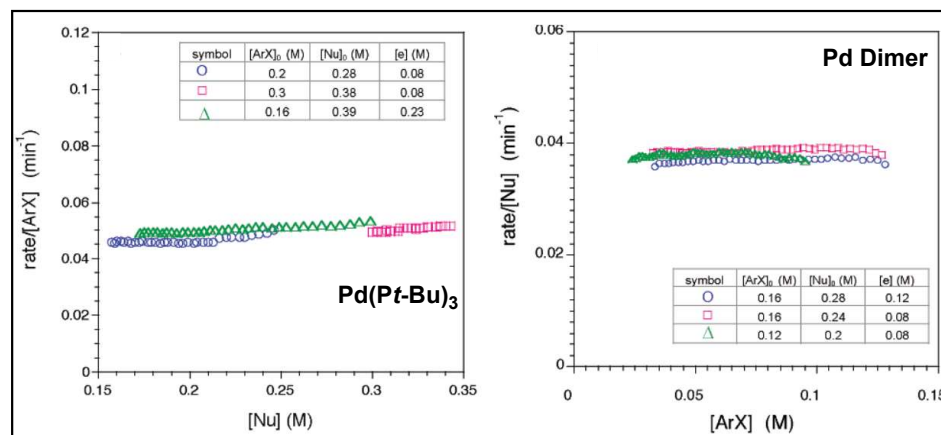 0.12
0.1
0.08
0.06
0.04
0.02
0
rate/[ArX] (min⁻¹)
symbol [ArX]₀ (M) [Nu]₀ (M) [e] (M)
0.2 0.28 0.08
0.3 0.38 0.08
0.16 0.39 0.23
Pd(Pt-Bu)₃
0.15 0.2 0.25 0.3 0.34
[Nu] (M)
0.06
0.04
0.02
0
rate/[Nu] (min⁻¹)
Pd Dimer
symbol [ArX]₀ (M) [Nu]₀ (M) [e] (M)
0.16 0.28 0.12
0.16 0.24 0.08
0.12 0.2 0.08
0 0.05 0.1 0.15
[ArX] (M)